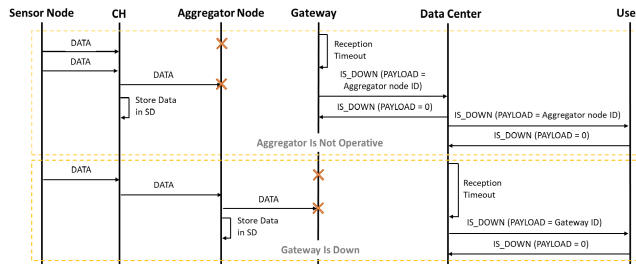 Sensor Node CH Aggregator Node Gateway Data Center Use
DATA
Reception
Timeout
DATA
DATA
IS_DOWN (PAYLOAD =
Aggregator node ID)
Store Data
in SD
IS_DOWN (PAYLOAD = 0)
IS_DOWN (PAYLOAD = Aggregator node ID)
IS_DOWN (PAYLOAD = 0)
Aggregator Is Not Operative
DATA
DATA
Reception
Timeout
DATA
Store Data
in SD
IS_DOWN (PAYLOAD = Gateway ID)
IS_DOWN (PAYLOAD = 0)
Gateway Is Down